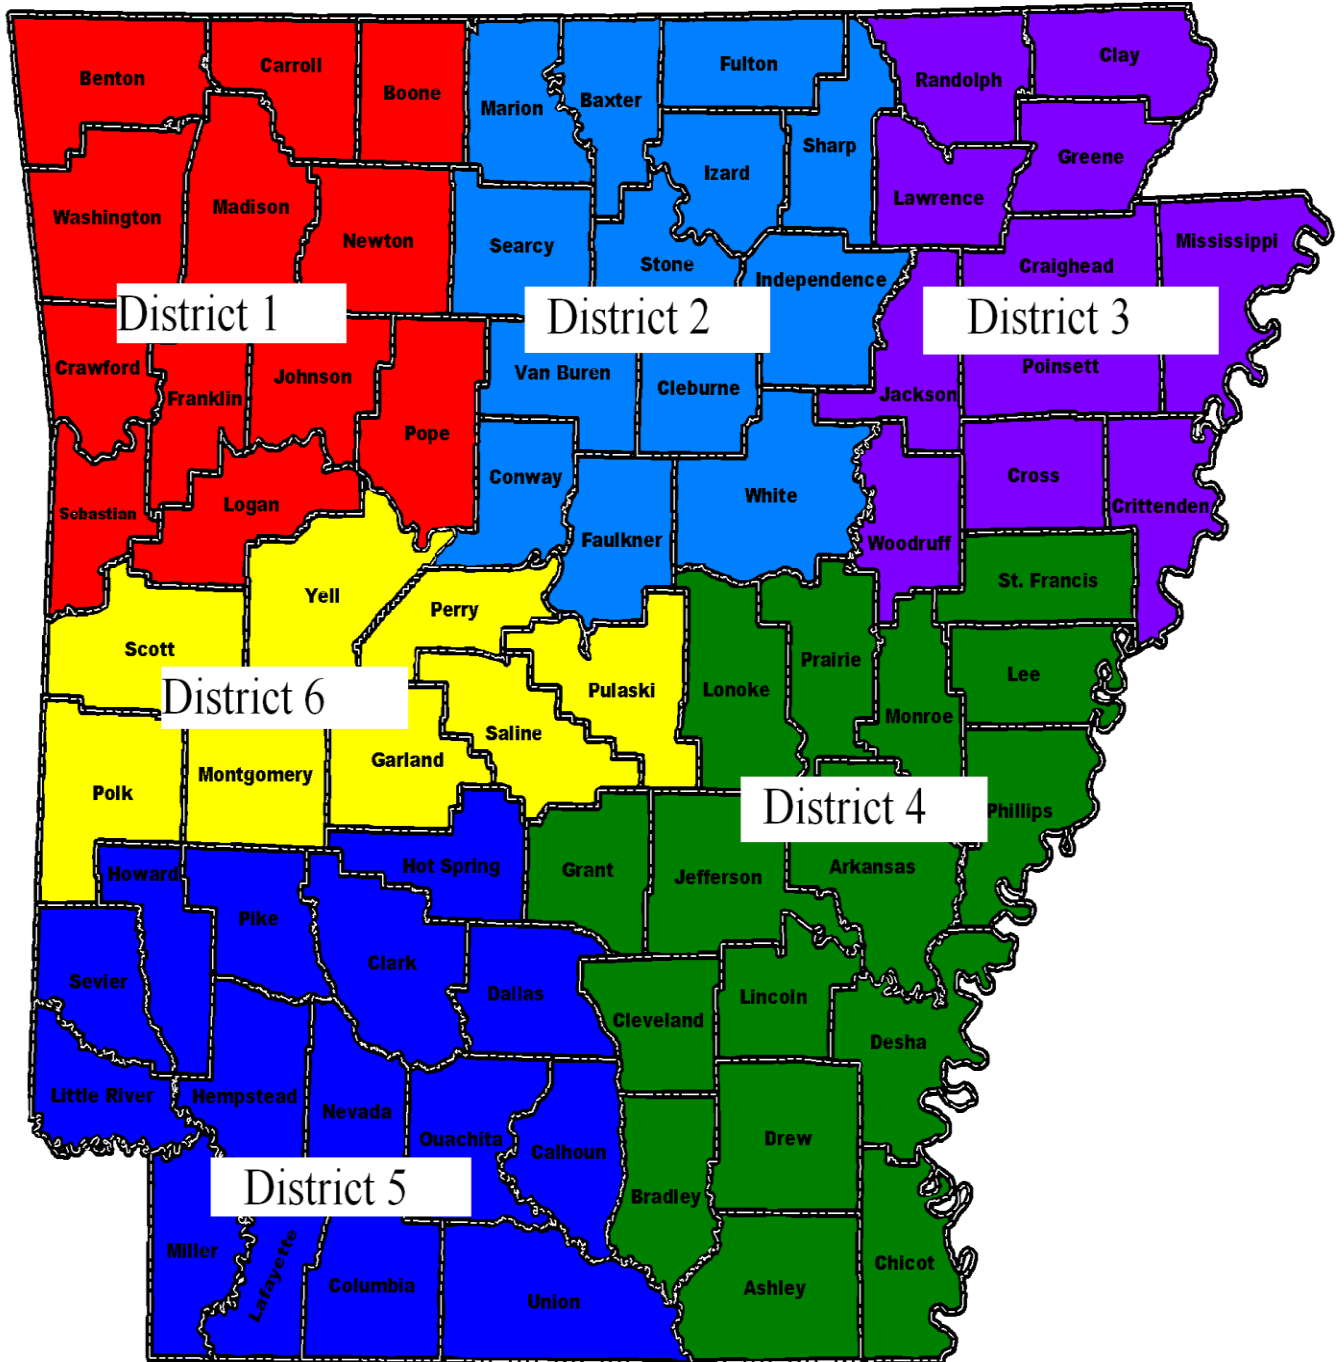 Benton
Carroll
Boone
Marion
Baxter
Fulton
Randolph
Clay
Sharp
Izard
Greene
Washington
Madison
Newton
Lawrence
Searcy
Stone
Independence
Craighead
Mississippi
District 1
District 2
District 3
Crawford
Franklin
Johnson
Van Buren
Cleburne
Jackson
Poinsett
Pope
Sebastian
Logan
Conway
White
Cross
Crittenden
Faulkner
Woodruff
Yell
Perry
St. Francis
Scott
Prairie
Lee
District 6
Pulaski
Lonoke
Monroe
Saline
Garland
Montgomery
Polk
District 4
Phillips
Howard
Hot Spring
Grant
Jefferson
Arkansas
Pike
Clark
Sevier
Dallas
Lincoln
Cleveland
Desha
Little River
Hempstead
Nevada
Ouachita
Calhoun
Drew
District 5
Bradley
Miller
Lafayette
Columbia
Union
Ashley
Chicot